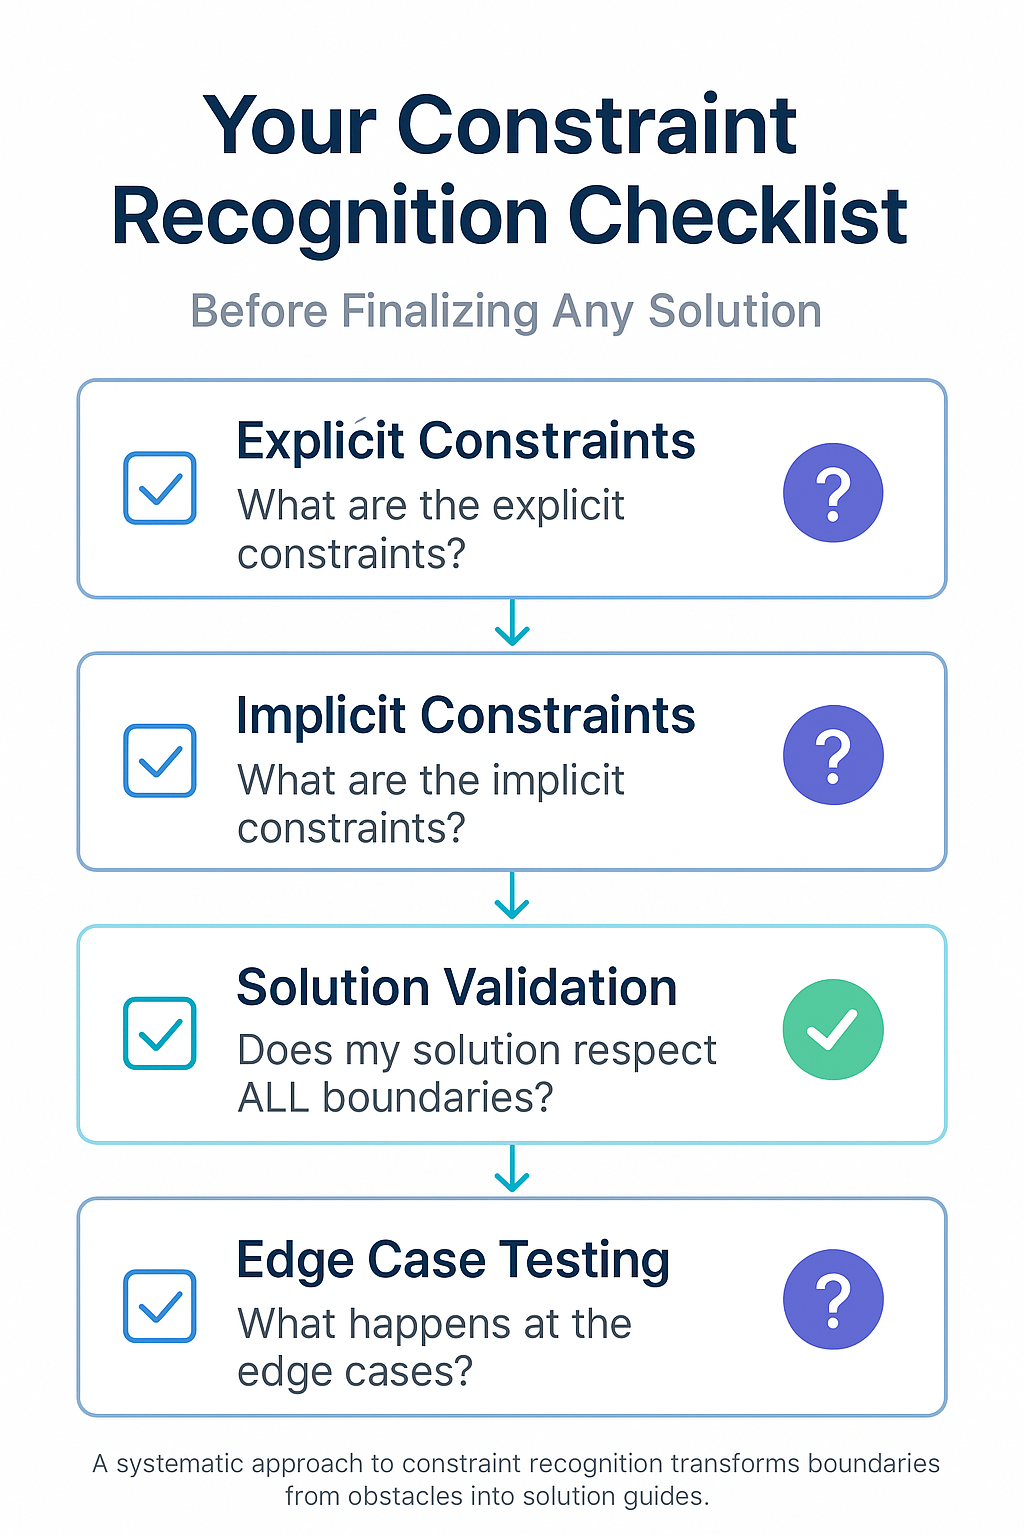 Your Constraint
Recognition Checklist
Before Finalizing Any Solution
Explicit Constraints
What are the explicit
constraints?
Implicit Constraints
What are the implicit
constraints?
Solution Validation
Does my solution respect
ALL boundaries?
Edge Case Testing
What happens at the
edge cases?
A systematic approach to constraint recognition transforms boundaries
from obstacles into solution guides.